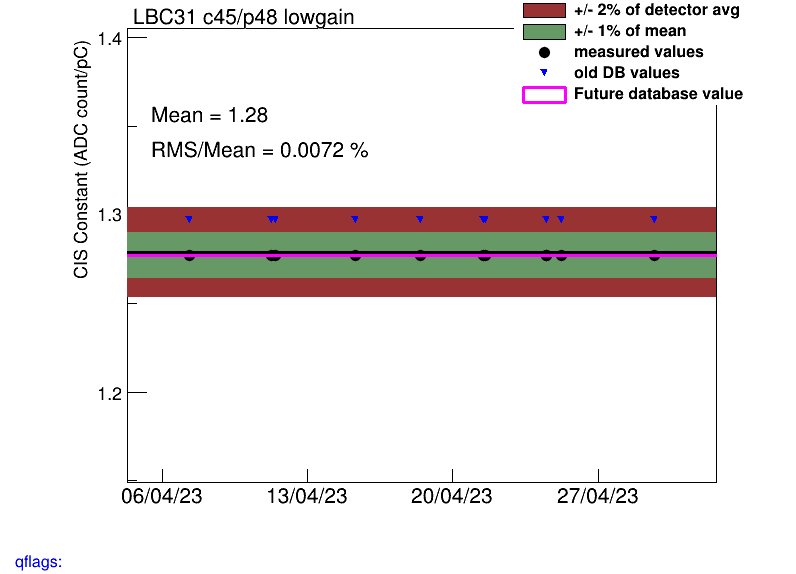 LBC31 c45/p48 lowgain
+/- 2% of detector avg
+/- 1% of mean
measured values
old DB values
Future database value
Mean = 1.28
RMS/Mean = 0.0072 %
CIS Constant (ADC count/pC)
1.4
1.3
1.2
06/04/23 13/04/23 20/04/23 27/04/23
qflags: